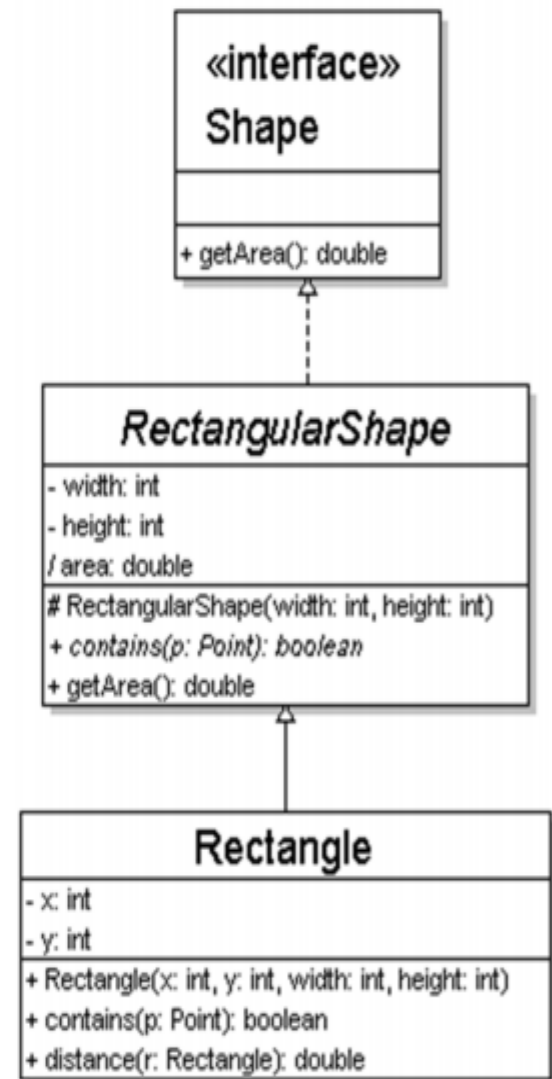 «interface»
Shape
+ getArea(): double
RectangularShape
- width: int
- height: int
/ area: double
# RectangularShape(width: int, height: int)
+ contains(p: Point): boolean
+ getArea(): double
Rectangle
- x: int
- y: int
+ Rectangle(x: int, y: int, width: int, height: int)
+ contains(p: Point): boolean
+ distance(r: Rectangle): double